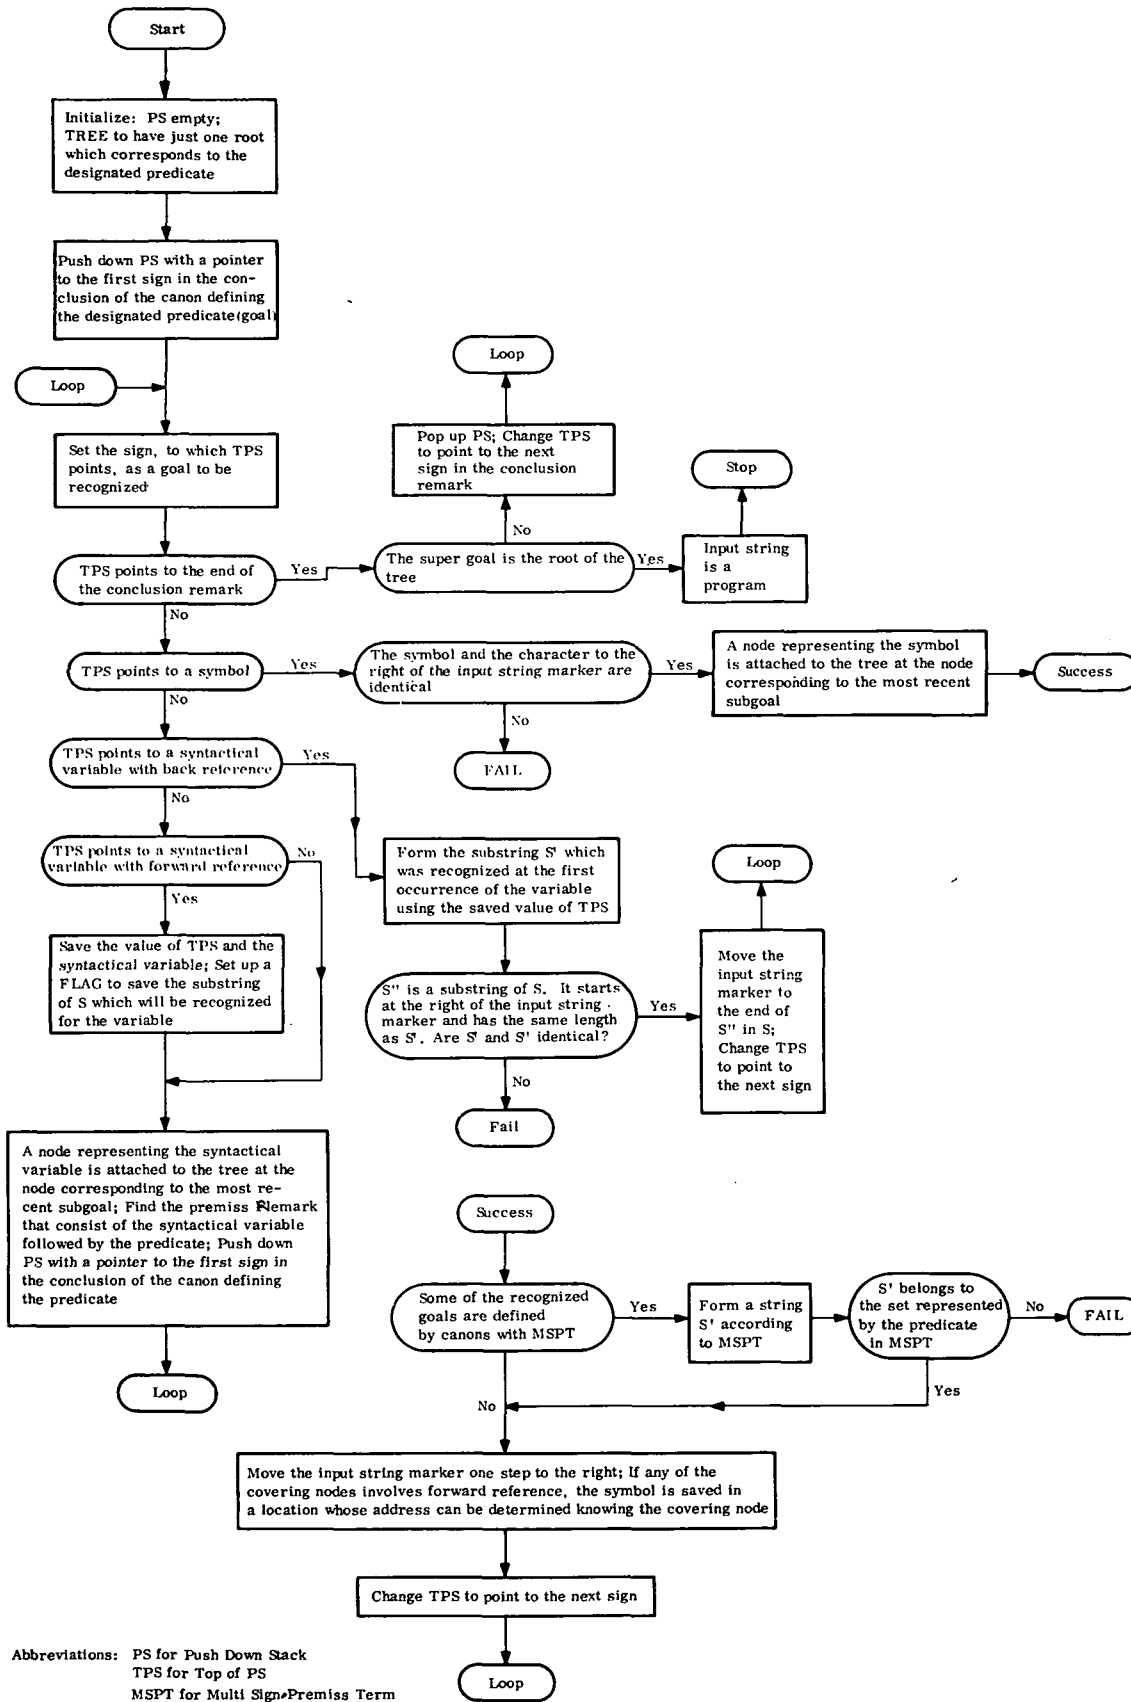 Start
Initialize: PS empty;
TREE to have just one root
which corresponds to the
designated predicate
Push down PS with a pointer
to the first sign in the con-
clusion of the canon defining
the designated predicate(goal)
Loop
Set the sign, to which TPS
points, as a goal to be
recognized
Loop
Pop up PS; Change TPS
to point to the next
sign in the conclusion
remark
Stop
No
TPS points to the end of
the conclusion remark
Yes
The super goal is the root of the
tree
Yes
Input string
is a
program
No
TPS points to a symbol
Yes
The symbol and the character to the
right of the input string marker are
identical
Yes
A node representing the symbol
is attached to the tree at the node
corresponding to the most recent
subgoal
Success
No
No
FAIL
TPS points to a syntactical
variable with back reference
Yes
No
TPS points to a syntactical
variable with forward reference
No
Yes
Form the substring S' which
was recognized at the first
occurrence of the variable
using the saved value of TPS
Loop
Save the value of TPS and the
syntactical variable; Set up a
FLAG to save the substring
of S which will be recognized
for the variable
S" is a substring of S. It starts
at the right of the input string
marker and has the same length
as S'. Are S' and S' identical?
Yes
Move the
input string
marker to
the end of
S" in S;
Change TPS
to point to
the next sign
No
Fail
A node representing the syntactical
variable is attached to the tree at the
node corresponding to the most re-
cent subgoal; Find the premiss Remark
that consist of the syntactical variable
followed by the predicate; Push down
PS with a pointer to the first sign in
the conclusion of the canon defining
the predicate
Loop
Success
Some of the recognized
goals are defined
by canons with MSPT
Yes
Form a string
S' according
to MSPT
S' belongs to
the set represented
by the predicate
in MSPT
No
FAIL
Yes
No
Move the input string marker one step to the right; If any of the
covering nodes involves forward reference, the symbol is saved in
a location whose address can be determined knowing the covering node
Change TPS to point to the next sign
Loop
Abbreviations: PS for Push Down Stack
TPS for Top of PS
MSPT for Multi Sign-Premiss Term